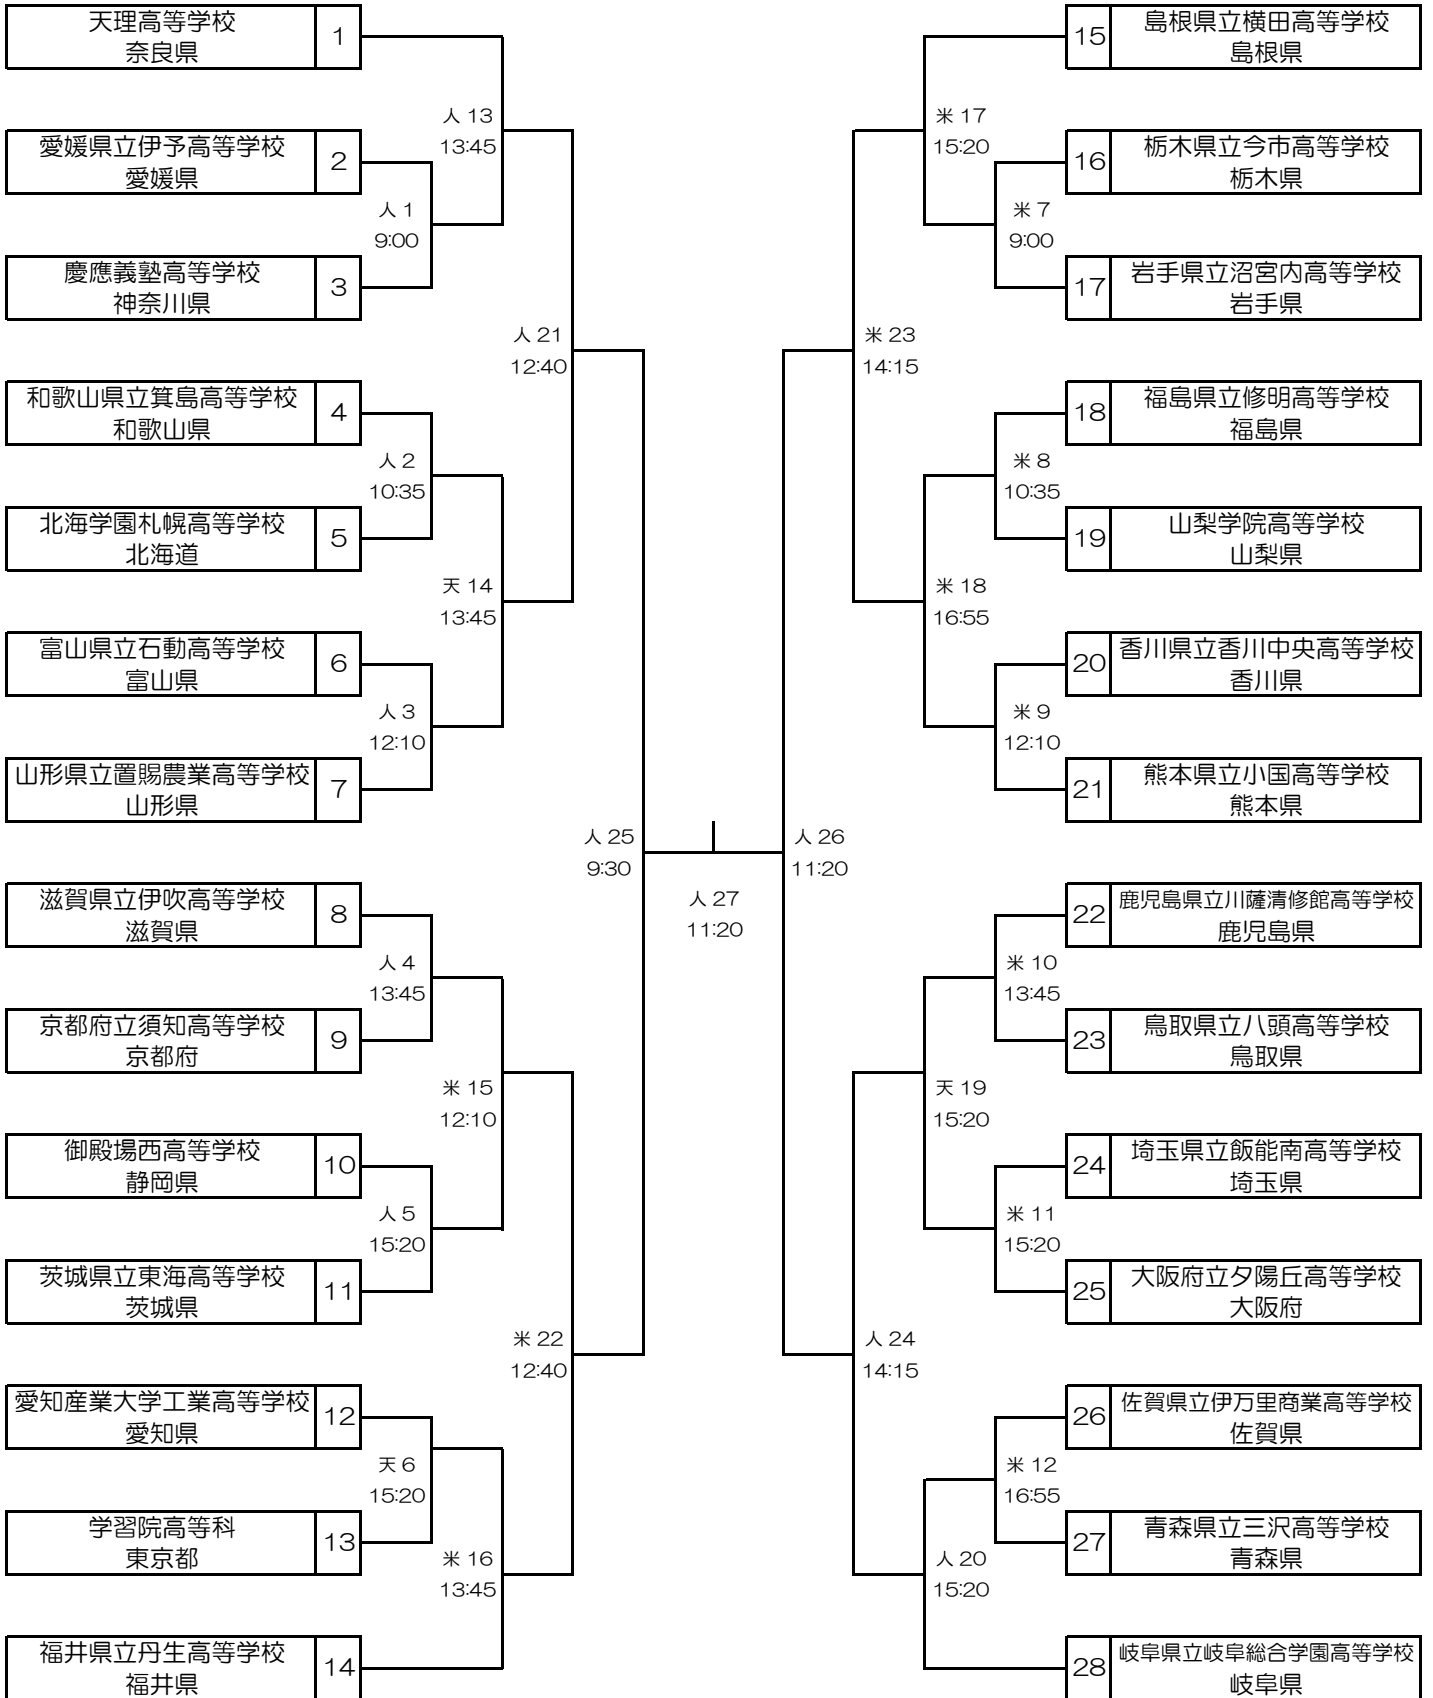 天理高等学校
奈良県
1
愛媛県立伊予高等学校
愛媛県
2
人 13
13:45
人 1
9:00
慶應義塾高等学校
神奈川県
3
人 21
12:40
和歌山県立箕島高等学校
和歌山県
4
人 2
10:35
北海学園札幌高等学校
北海道
5
天 14
13:45
富山県立石動高等学校
富山県
6
人 3
12:10
山形県立置賜農業高等学校
山形県
7
人 25
9:30
滋賀県立伊吹高等学校
滋賀県
8
人 4
13:45
京都府立須知高等学校
京都府
9
米 15
12:10
御殿場西高等学校
静岡県
10
人 5
15:20
茨城県立東海高等学校
茨城県
11
米 22
12:40
愛知産業大学工業高等学校
愛知県
12
天 6
15:20
学習院高等科
東京都
13
米 16
13:45
福井県立丹生高等学校
福井県
14
人 27
11:20
15
島根県立横田高等学校
島根県
米 17
15:20
16
栃木県立今市高等学校
栃木県
米 7
9:00
17
岩手県立沼宮内高等学校
岩手県
米 23
14:15
18
福島県立修明高等学校
福島県
米 8
10:35
19
山梨学院高等学校
山梨県
米 18
16:55
20
香川県立香川中央高等学校
香川県
米 9
12:10
21
熊本県立小国高等学校
熊本県
人 26
11:20
22
鹿児島県立川薩清修館高等学校
鹿児島県
米 10
13:45
23
鳥取県立八頭高等学校
鳥取県
天 19
15:20
24
埼玉県立飯能南高等学校
埼玉県
米 11
15:20
25
大阪府立夕陽丘高等学校
大阪府
人 24
14:15
26
佐賀県立伊万里商業高等学校
佐賀県
米 12
16:55
27
青森県立三沢高等学校
青森県
人 20
15:20
28
岐阜県立岐阜総合学園高等学校
岐阜県